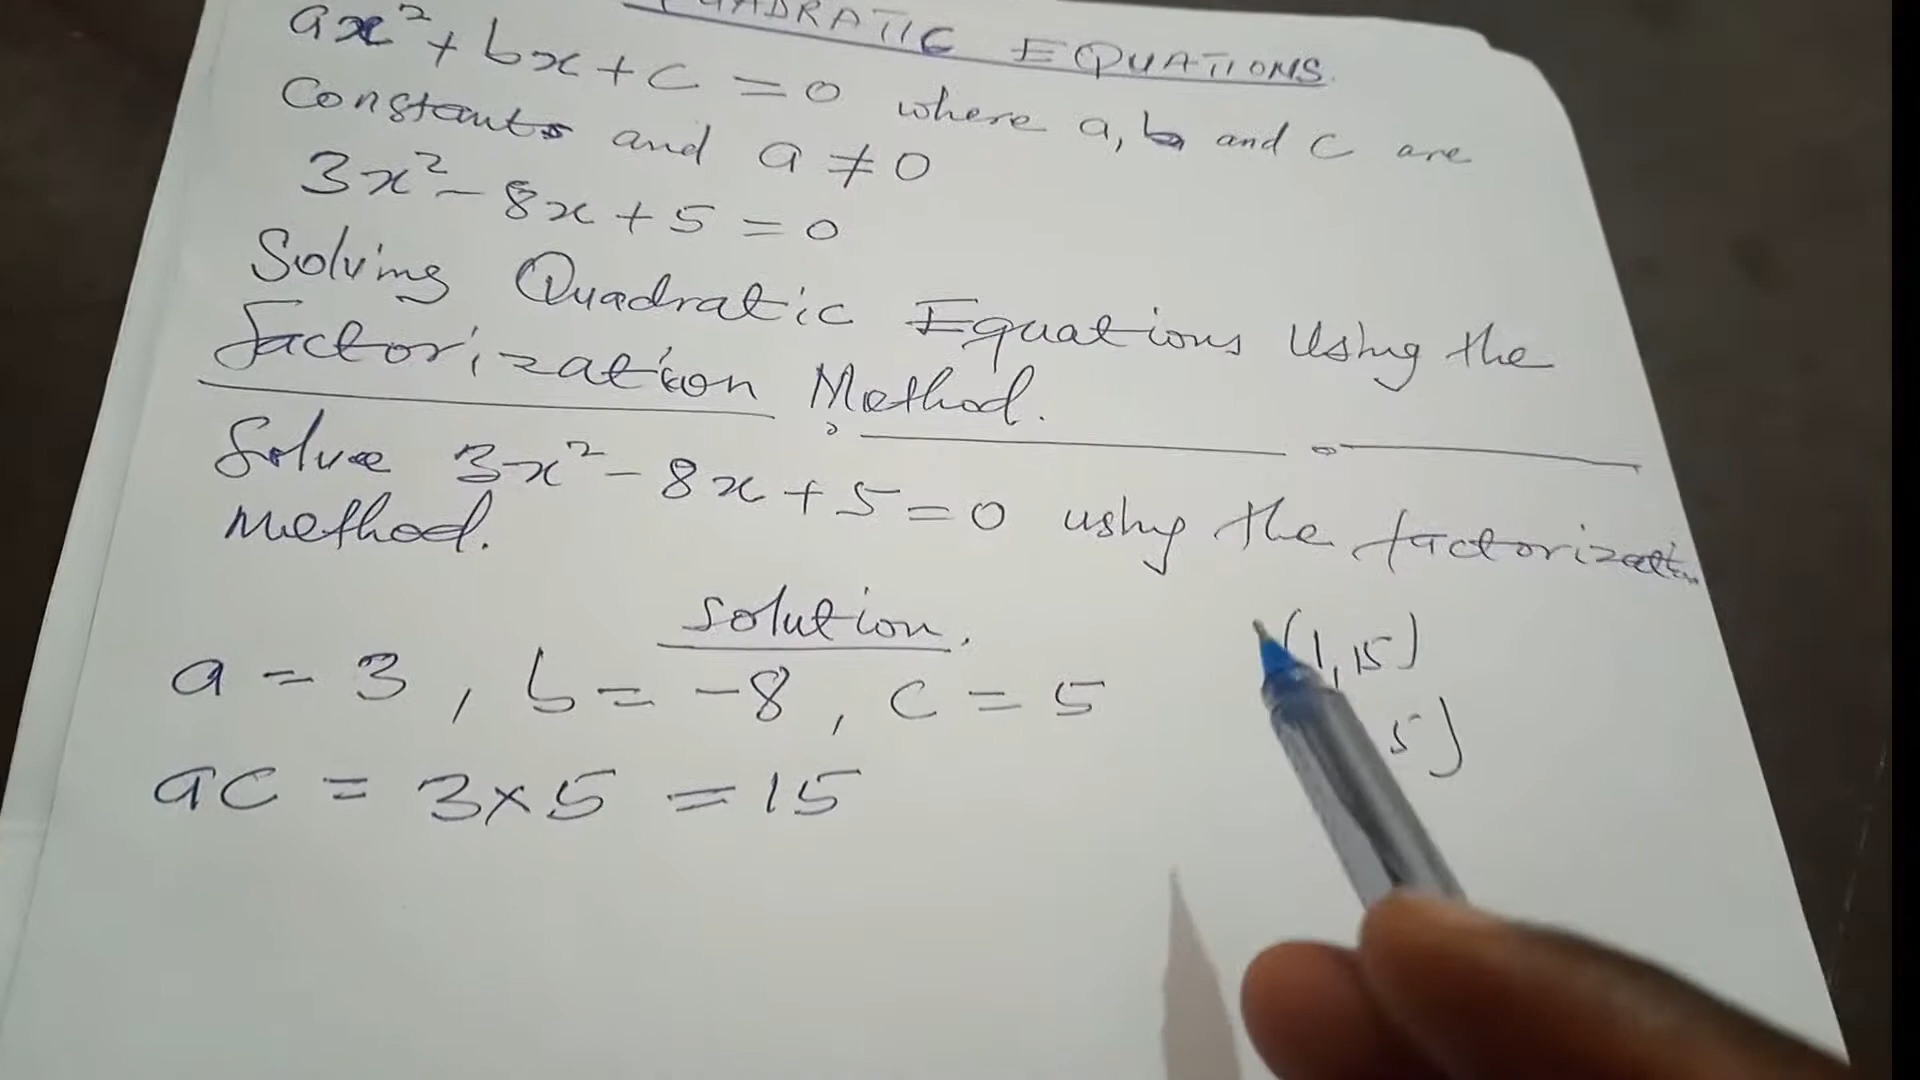 QUADRATIC EQUATIONS.
ax² + bx + c = 0 where a, b and c are
Constants and a ≠ 0
3x² - 8x + 5 = 0
Solving Quadratic Equations Using the
Factorization Method.
Solve 3x² - 8x + 5 = 0 using the factorization
method.
Solution.
a = 3, b = -8, c = 5
(1, 15)
5)
ac = 3×5 = 15